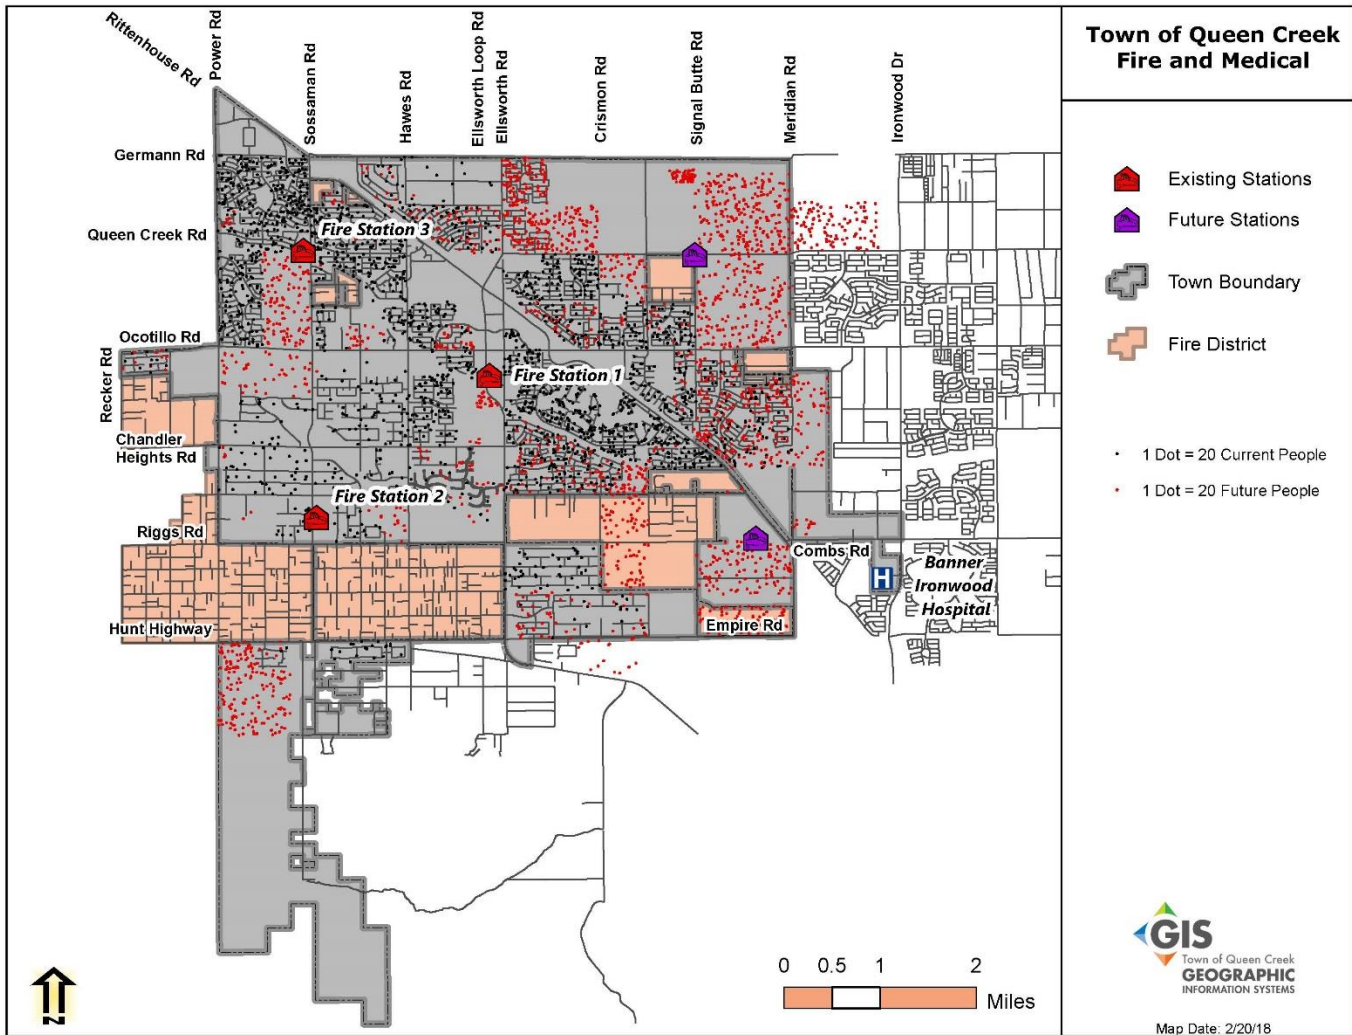 Town of Queen Creek
Fire and Medical
Rittenhouse Rd
Power Rd
Sossaman Rd
Hawes Rd
Ellsworth Loop Rd
Ellsworth Rd
Crismon Rd
Signal Butte Rd
Meridian Rd
Ironwood Dr
Germann Rd
Queen Creek Rd
Ocotillo Rd
Recker Rd
Chandler
Heights Rd
Riggs Rd
Hunt Highway
Fire Station 3
Fire Station 1
Fire Station 2
Combs Rd
Empire Rd
H
Banner
Ironwood
Hospital
Existing Stations
Future Stations
Town Boundary
Fire District
1 Dot = 20 Current People
1 Dot = 20 Future People
N
0 0.5 1 2
Miles
GIS
Town of Queen Creek
GEOGRAPHIC
INFORMATION SYSTEMS
Map Date: 2/20/18